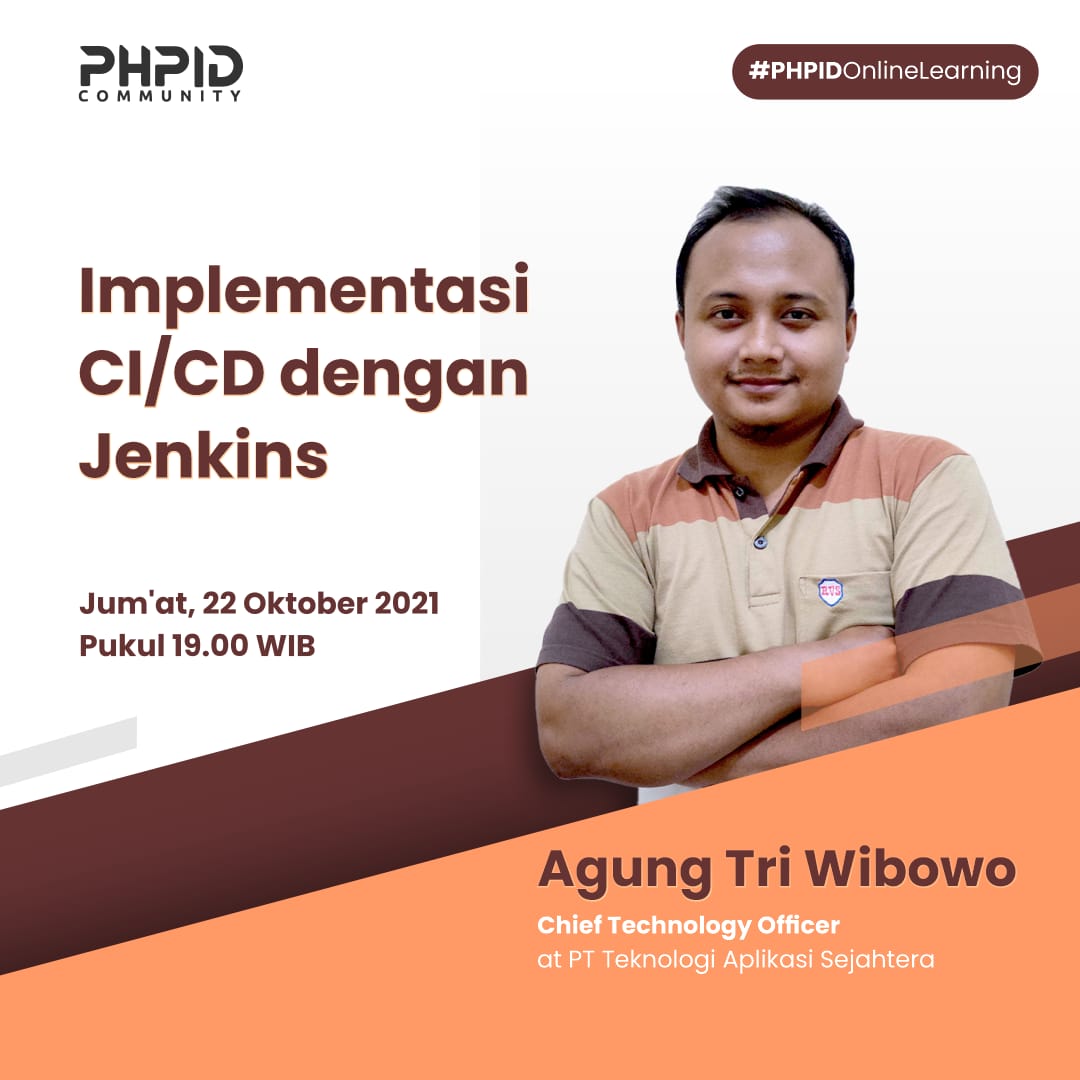 PHPID
COMMUNITY
#PHPIDOnlineLearning
Implementasi
CI/CD dengan
Jenkins
Jum'at, 22 Oktober 2021
Pukul 19.00 WIB
RVS
Agung Tri Wibowo
Chief Technology Officer
at PT Teknologi Aplikasi Sejahtera